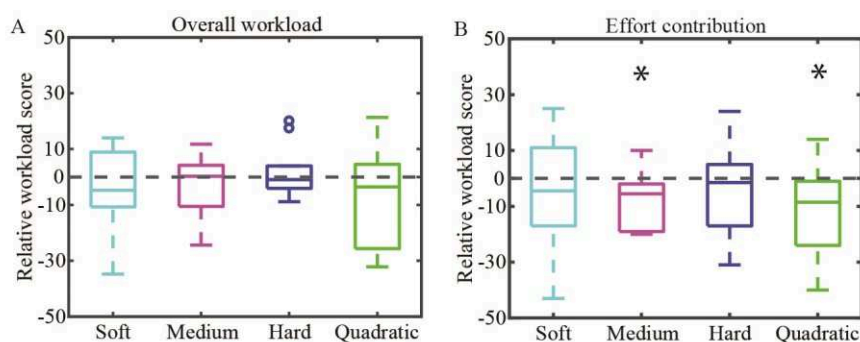 A
Overall workload
Relative workload score
50
30
10
0
-10
-30
-50
Soft Medium Hard Quadratic
B
Effort contribution
Relative workload score
50
30
10
0
-10
-30
-50
* *
Soft Medium Hard Quadratic